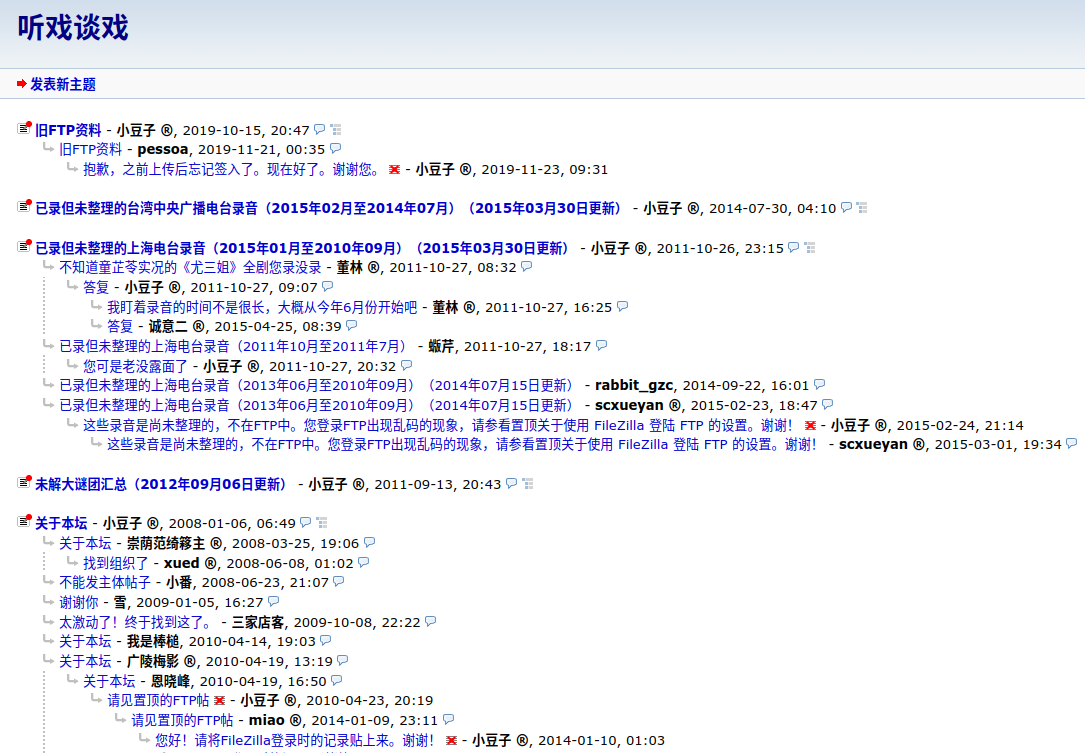 听戏谈戏
发表新主题
旧FTP资料 - 小豆子 ®, 2019-10-15, 20:47
旧FTP资料 - pessoa, 2019-11-21, 00:35
抱歉，之前上传后忘记签入了。现在好了。谢谢您。 - 小豆子 ®, 2019-11-23, 09:31
已录但未整理的台湾中央广播电台录音（2015年02月至2014年07月）（2015年03月30日更新） - 小豆子 ®, 2014-07-30, 04:10
已录但未整理的上海电台录音（2015年01月至2010年09月）（2015年03月30日更新） - 小豆子 ®, 2011-10-26, 23:15
不知道童芷苓实况的《尤三姐》全剧您录没录 - 董林 ®, 2011-10-27, 08:32
答复 - 小豆子 ®, 2011-10-27, 09:07
我盯着录音的时间不是很长，大概从今年6月份开始吧 - 董林 ®, 2011-10-27, 16:25
答复 - 诚意二 ®, 2015-04-25, 08:39
已录但未整理的上海电台录音（2011年10月至2011年7月） - 蝂芹, 2011-10-27, 18:17
您可是老没露面了 - 小豆子 ®, 2011-10-27, 20:32
已录但未整理的上海电台录音（2013年06月至2010年09月）（2014年07月15日更新） - rabbit_gzc, 2014-09-22, 16:01
已录但未整理的上海电台录音（2013年06月至2010年09月）（2014年07月15日更新） - scxueyan ®, 2015-02-23, 18:47
这些录音是尚未整理的，不在FTP中。您登录FTP出现乱码的现象，请参看置顶关于使用 FileZilla 登陆 FTP 的设置。谢谢！ - 小豆子 ®, 2015-02-24, 21:14
这些录音是尚未整理的，不在FTP中。您登录FTP出现乱码的现象，请参看置顶关于使用 FileZilla 登陆 FTP 的设置。谢谢！ - scxueyan ®, 2015-03-01, 19:34
未解大谜团汇总（2012年09月06日更新） - 小豆子 ®, 2011-09-13, 20:43
关于本坛 - 小豆子 ®, 2008-01-06, 06:49
关于本坛 - 崇荫范绮簃主 ®, 2008-03-25, 19:06
找到组织了 - xued ®, 2008-06-08, 01:02
不能发主体帖子 - 小番, 2008-06-23, 21:07
谢谢你 - 雪, 2009-01-05, 16:27
太激动了！终于找到这了。 - 三家店客, 2009-10-08, 22:22
关于本坛 - 我是棒槌, 2010-04-14, 19:03
关于本坛 - 广陵梅影 ®, 2010-04-19, 13:19
关于本坛 - 恩晓峰, 2010-04-19, 16:50
请见置顶的FTP帖 - 小豆子 ®, 2010-04-23, 20:19
请见置顶的FTP帖 - miao ®, 2014-01-09, 23:11
您好！请将FileZilla登录时的记录贴上来。谢谢！ - 小豆子 ®, 2014-01-10, 01:03